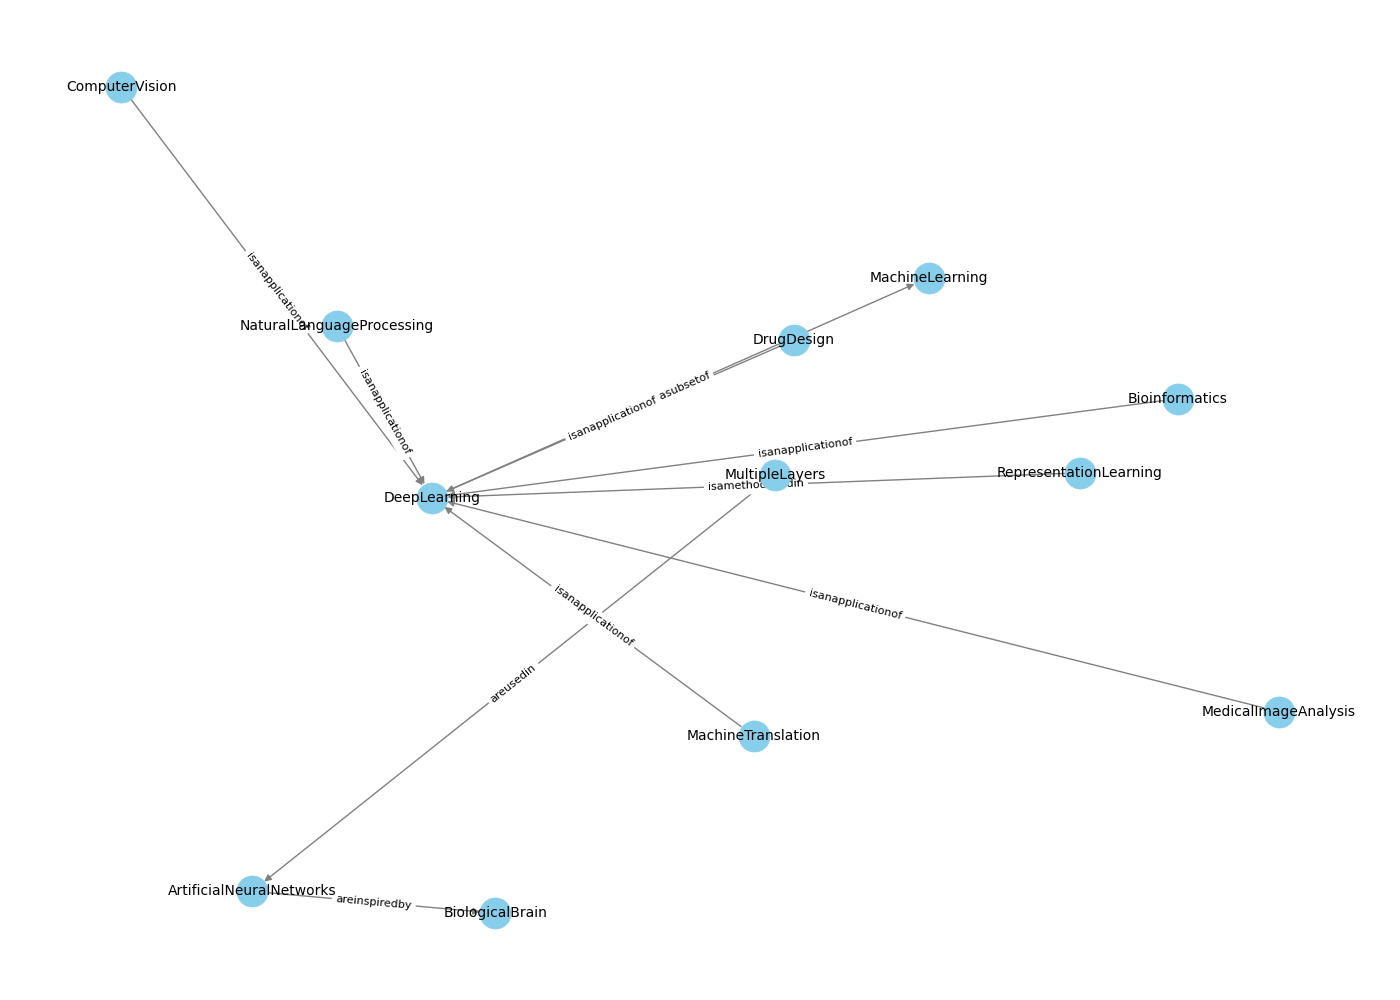 ComputerVision
isanapplicationof
MachineLearning
NaturalLanguageProcessing
DrugDesign
isanapplicationof
asubsetof
isanapplicationof
Bioinformatics
isanapplicationof
MultipleLayers
RepresentationLearning
DeepLearning
isanapplicationof
isanapplicationof
areusedin
MedicalImageAnalysis
MachineTranslation
ArtificialNeuralNetworks
areinspiredby
BiologicalBrain